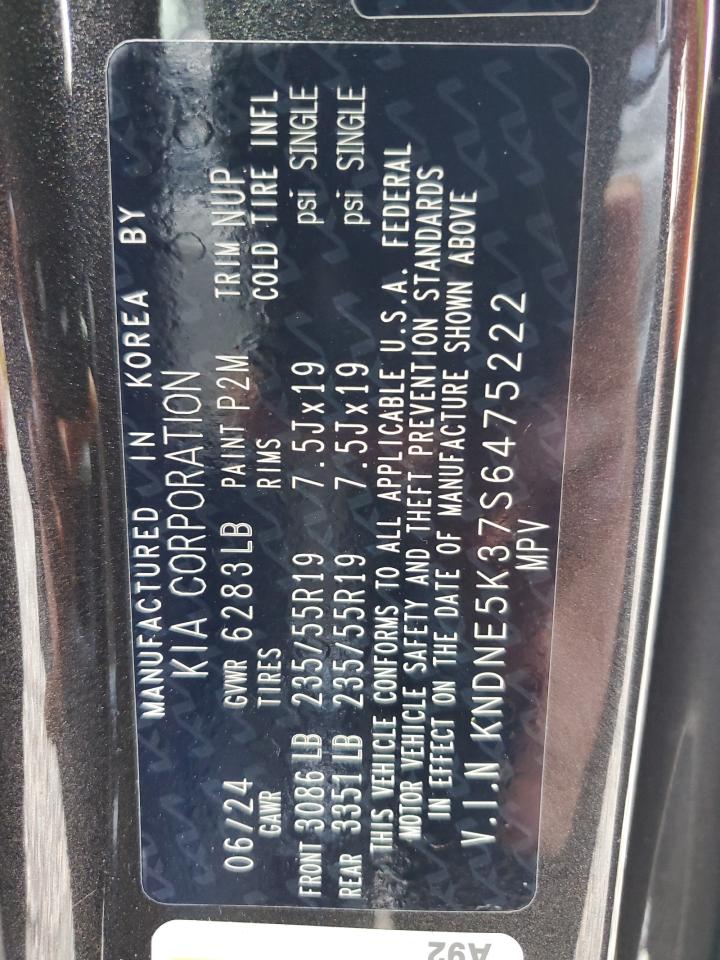 MANUFACTURED IN KOREA BY
KIA CORPORATION
06/24 GVWR 6283LB PAINT P2M TRIM NUP
GAWR TIRES RIMS COLD TIRE INFL
FRONT 3086 LB 235/55R19 7.5Jx19 psi SINGLE
REAR 3351 LB 235/55R19 7.5Jx19 psi SINGLE
THIS VEHICLE CONFORMS TO ALL APPLICABLE U.S.A. FEDERAL
MOTOR VEHICLE SAFETY AND THEFT PREVENTION STANDARDS
IN EFFECT ON THE DATE OF MANUFACTURE SHOWN ABOVE
V.I.N KNDNE5K37S6475222
MPV
A92